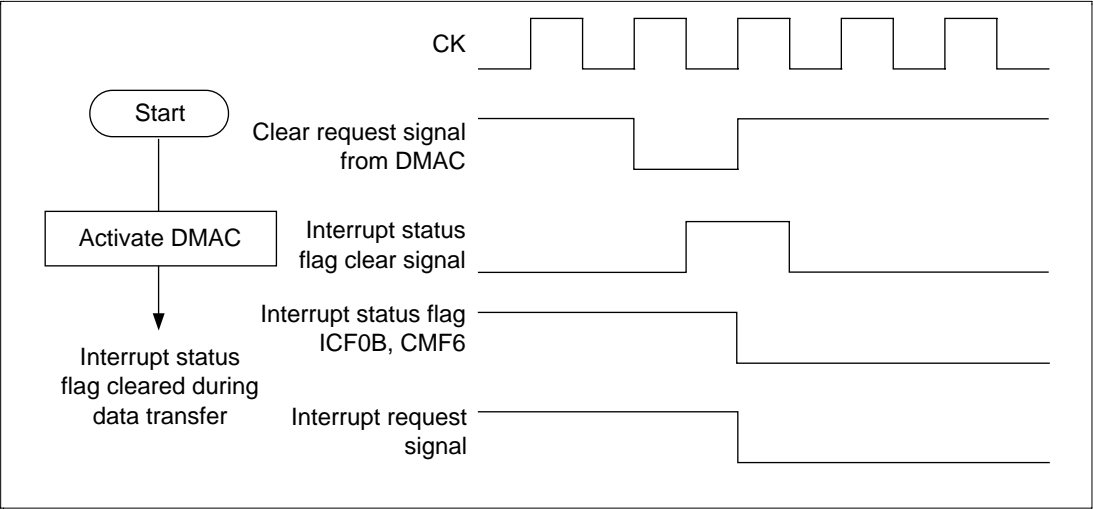 Start
Activate DMAC
Interrupt status
flag cleared during
data transfer
CK
Clear request signal
from DMAC
Interrupt status
flag clear signal
Interrupt status flag
ICF0B, CMF6
Interrupt request
signal